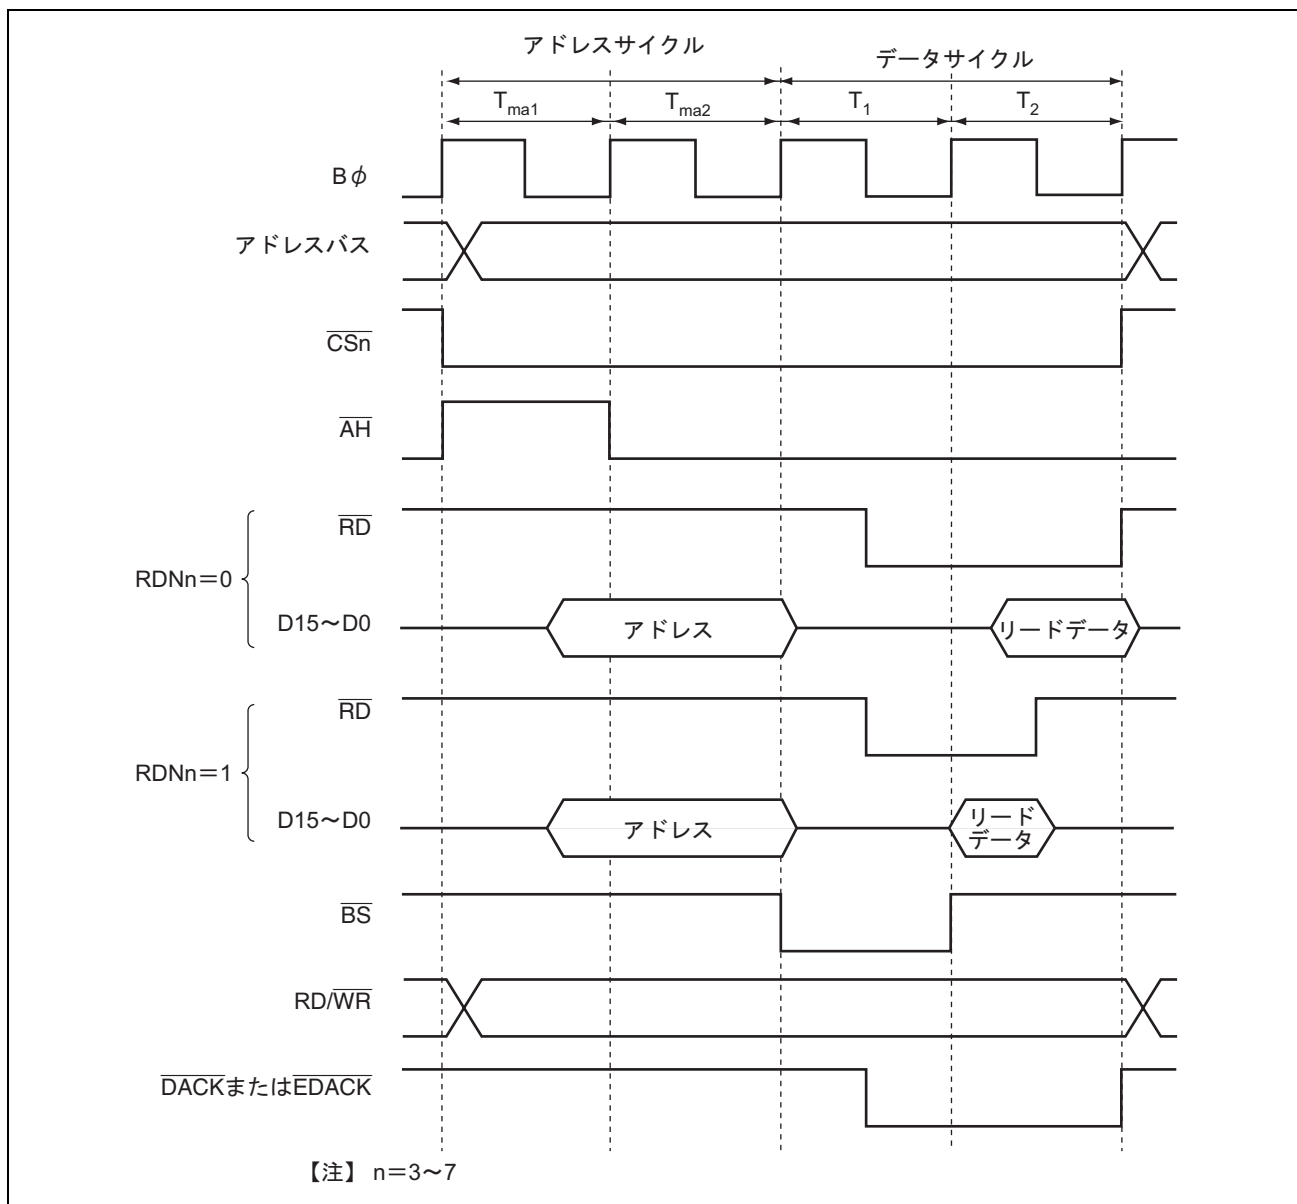 アドレスサイクル データサイクル
Tma1 Tma2 T1 T2
Bφ
アドレスバス
CSn
AH
RD
RDNn=0
D15~D0 アドレス リードデータ
RD
RDNn=1
D15~D0 アドレス リード
データ
BS
RD/WR
DACKまたはEDACK
【注】 n=3~7